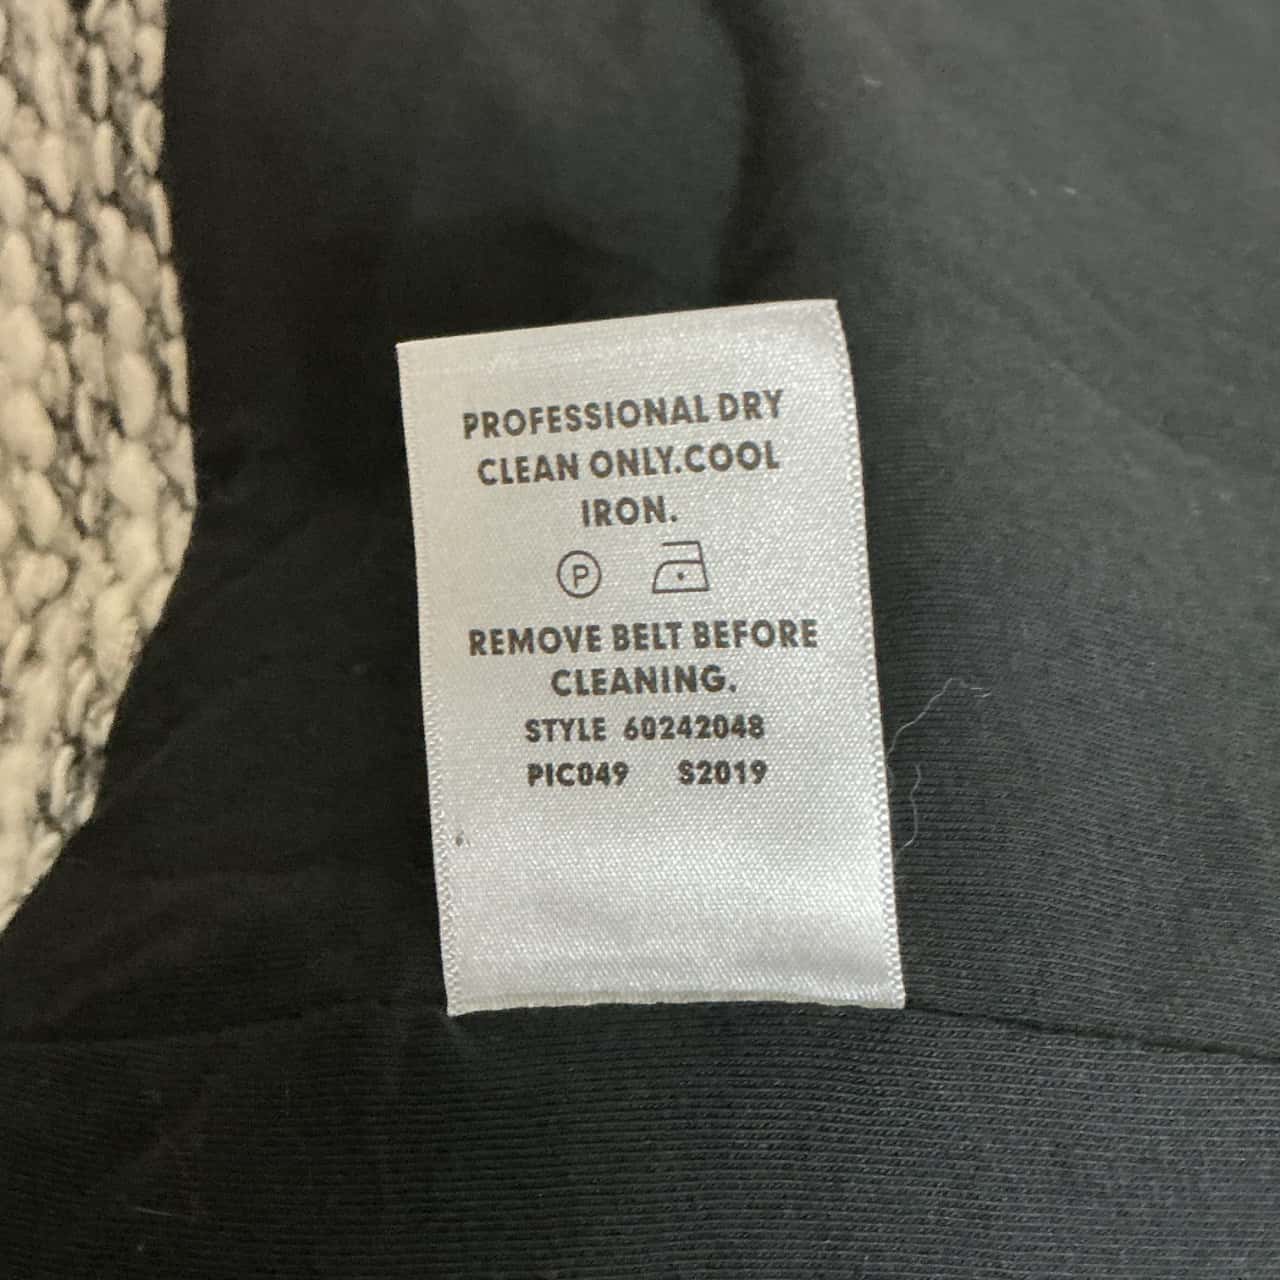 PROFESSIONAL DRY
CLEAN ONLY.COOL
IRON.
P
REMOVE BELT BEFORE
CLEANING.
STYLE 60242048
PIC049 S2019